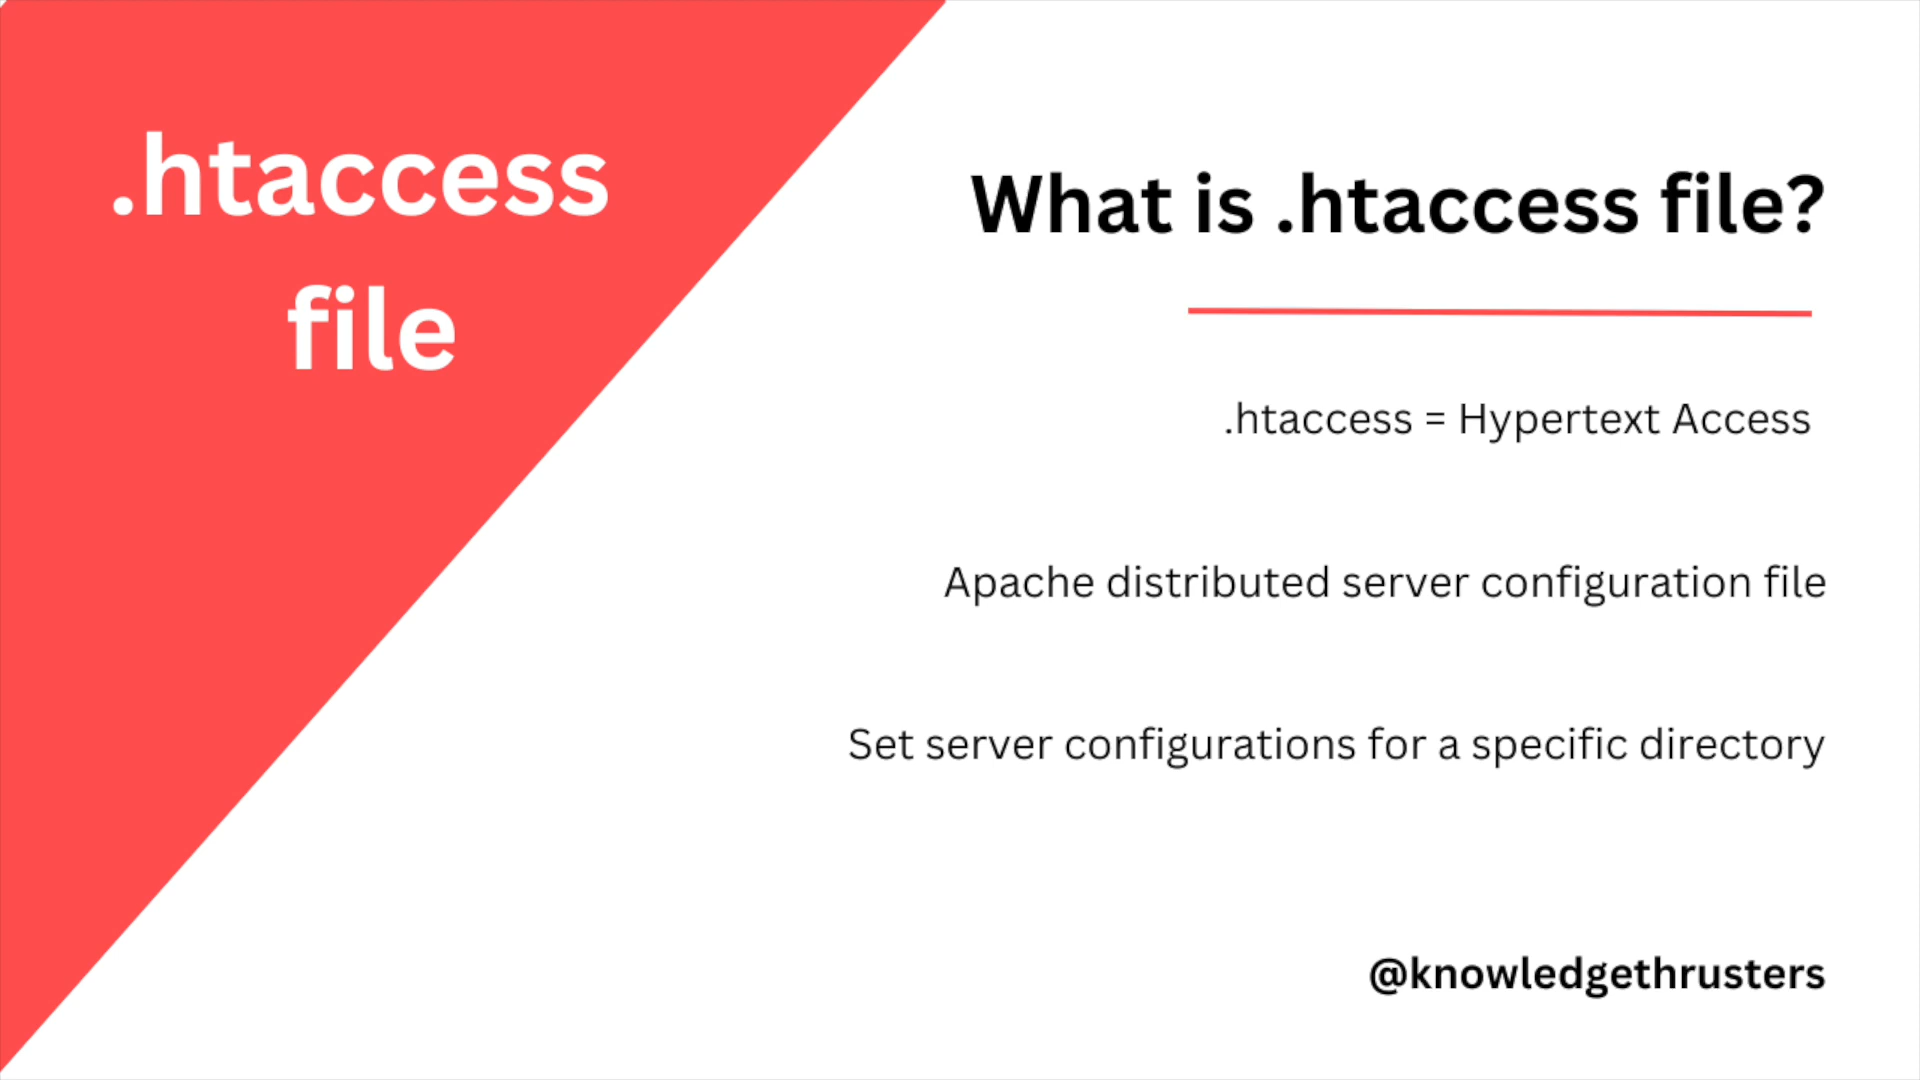 .htaccess
file
What is .htaccess file?
.htaccess = Hypertext Access
Apache distributed server configuration file
Set server configurations for a specific directory
@knowledgethrusters